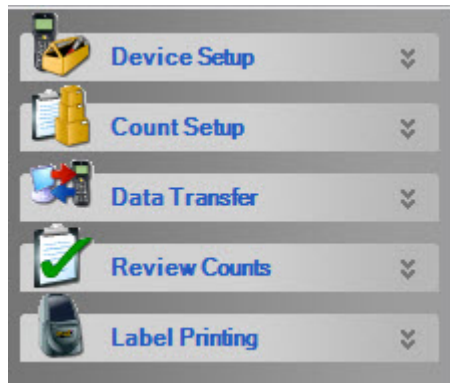 Device Setup
Count Setup
Data Transfer
Review Counts
Label Printing